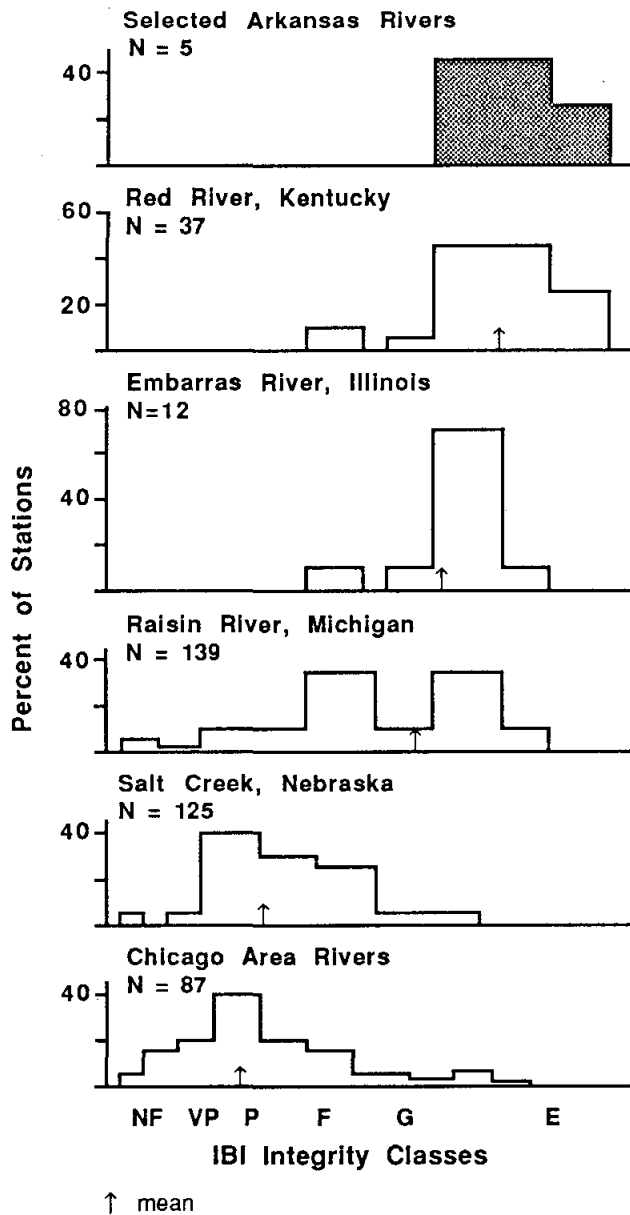 Selected Arkansas Rivers
N = 5
40
Red River, Kentucky
N = 37
60
20
Embarras River, Illinois
N=12
80
40
Raisin River, Michigan
N = 139
40
Salt Creek, Nebraska
N = 125
40
Chicago Area Rivers
N = 87
40
Percent of Stations
NF VP P F G E
IBI Integrity Classes
↑ mean